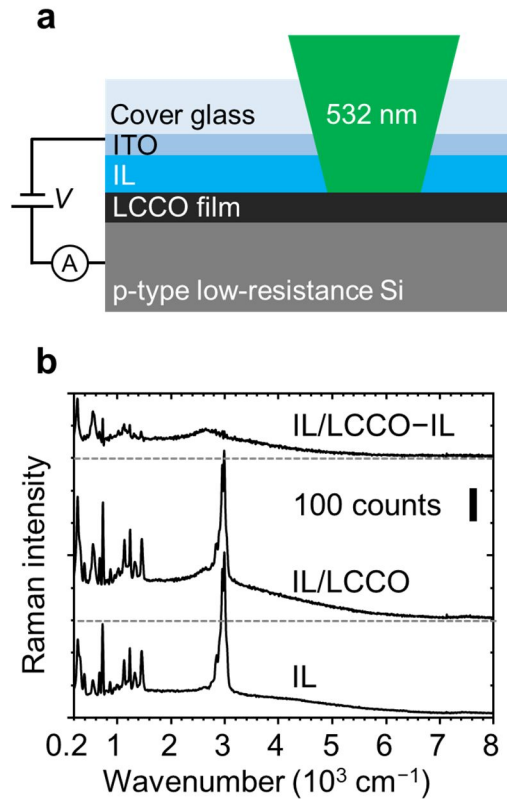 a
Cover glass
532 nm
ITO
IL
V
LCCO film
A
p-type low-resistance Si
b
IL/LCCO−IL
100 counts
IL/LCCO
IL
Raman intensity
0.2 1 2 3 4 5 6 7 8
Wavenumber (10³ cm⁻¹)